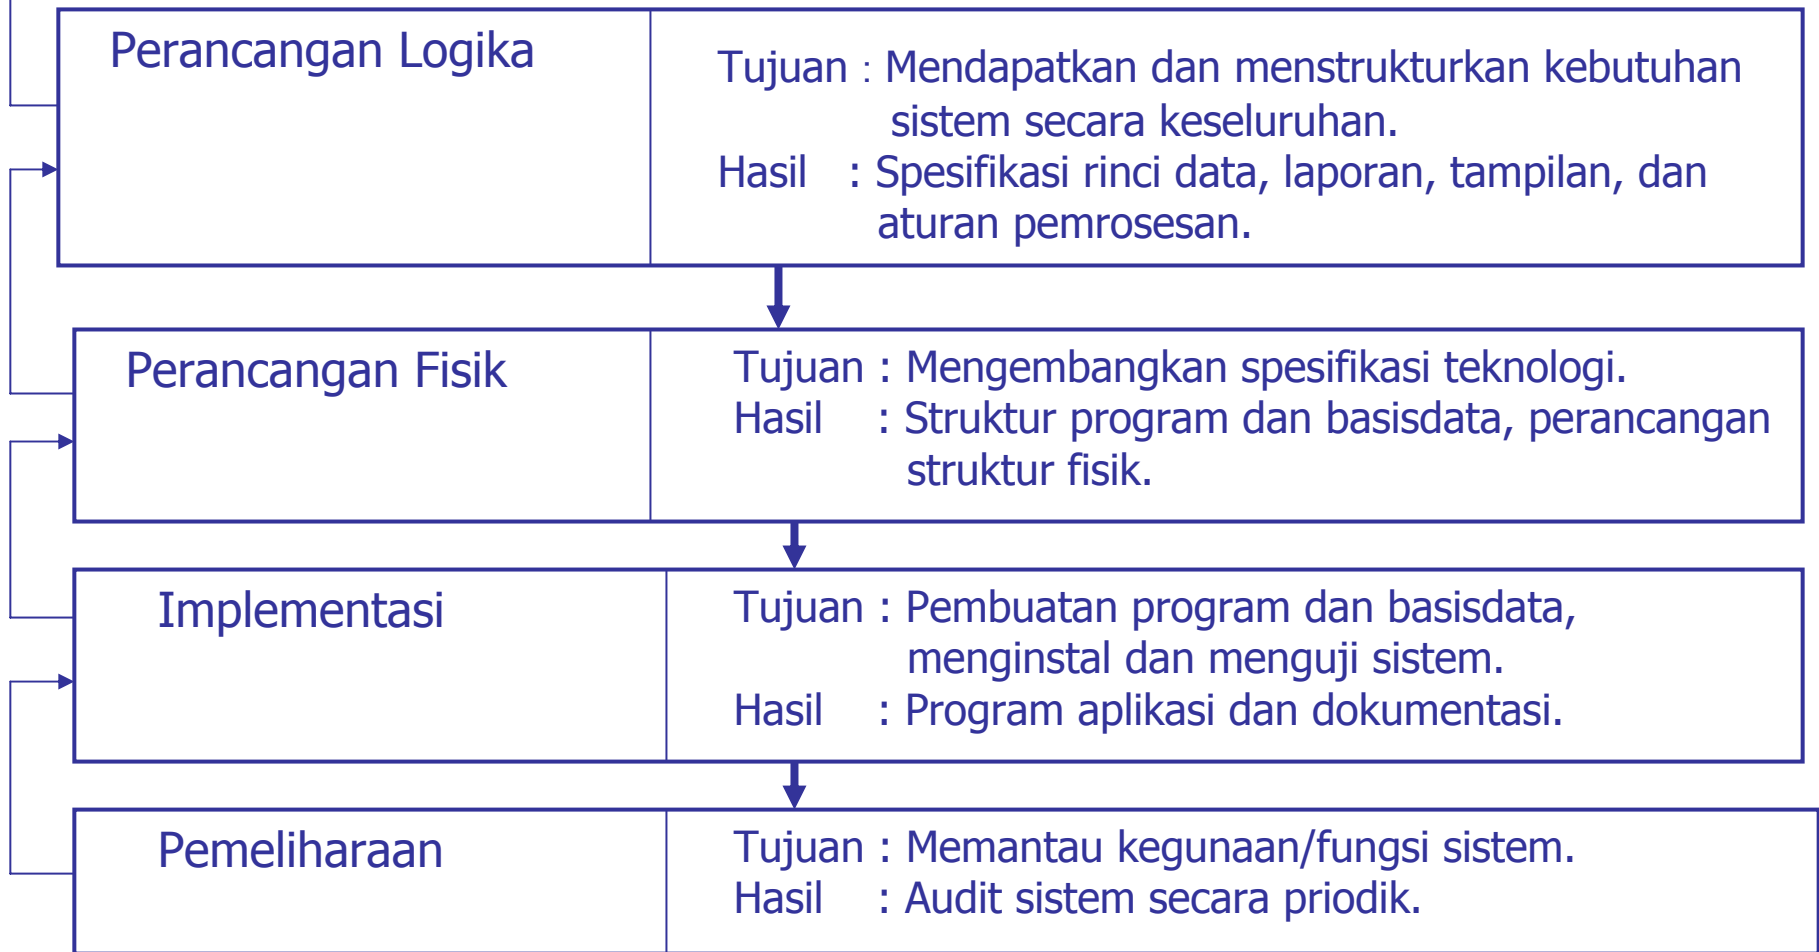 Perancangan Logika
Tujuan : Mendapatkan dan menstrukturkan kebutuhan
sistem secara keseluruhan.
Hasil : Spesifikasi rinci data, laporan, tampilan, dan
aturan pemrosesan.
Perancangan Fisik
Tujuan : Mengembangkan spesifikasi teknologi.
Hasil : Struktur program dan basisdata, perancangan
struktur fisik.
Implementasi
Tujuan : Pembuatan program dan basisdata,
menginstal dan menguji sistem.
Hasil : Program aplikasi dan dokumentasi.
Pemeliharaan
Tujuan : Memantau kegunaan/fungsi sistem.
Hasil : Audit sistem secara priodik.